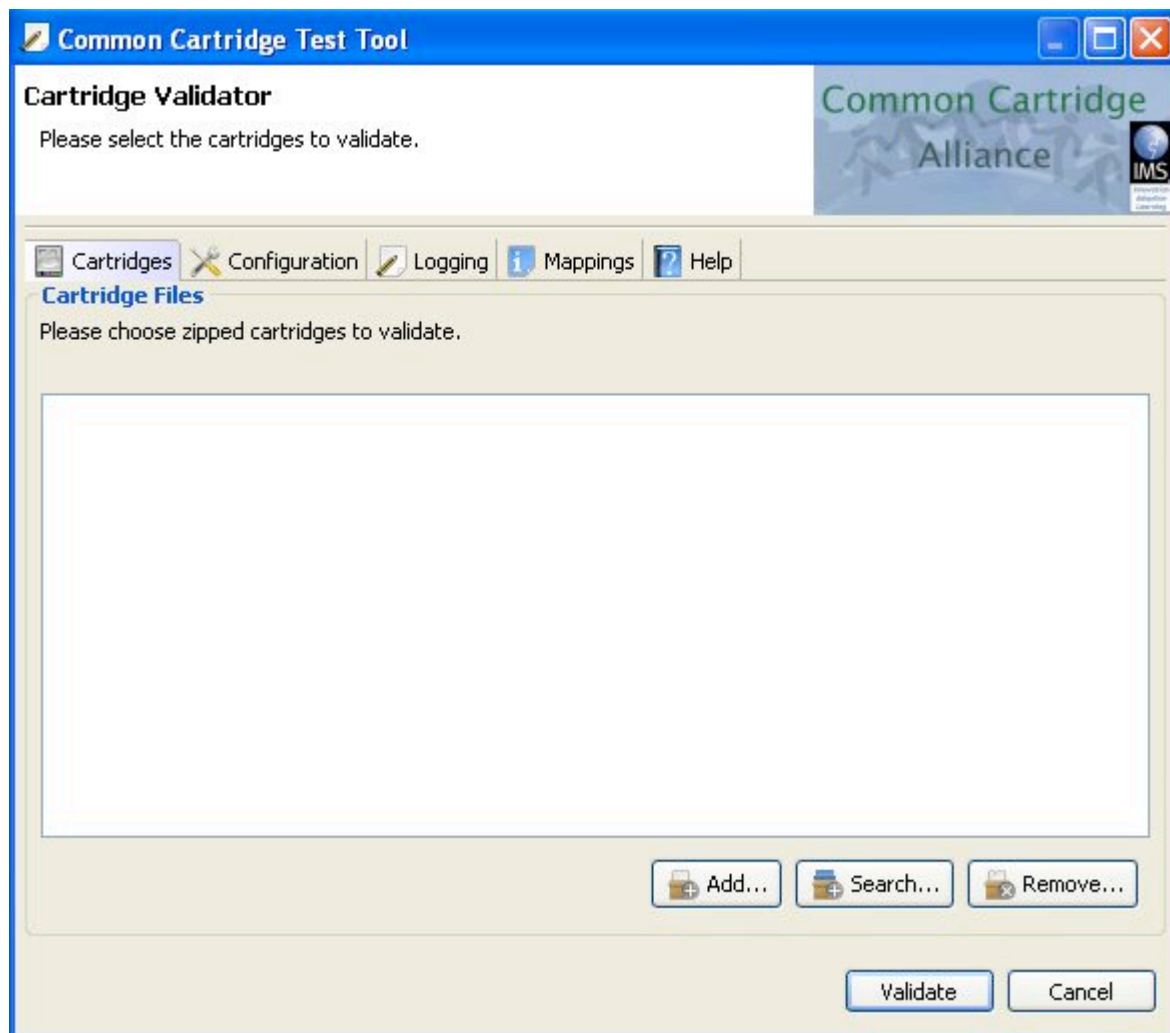 Common Cartridge Test Tool
Cartridge Validator
Please select the cartridges to validate.
Common Cartridge
Alliance
IMS
Cartridges Configuration Logging Mappings Help
Cartridge Files
Please choose zipped cartridges to validate.
Add... Search... Remove...
Validate Cancel